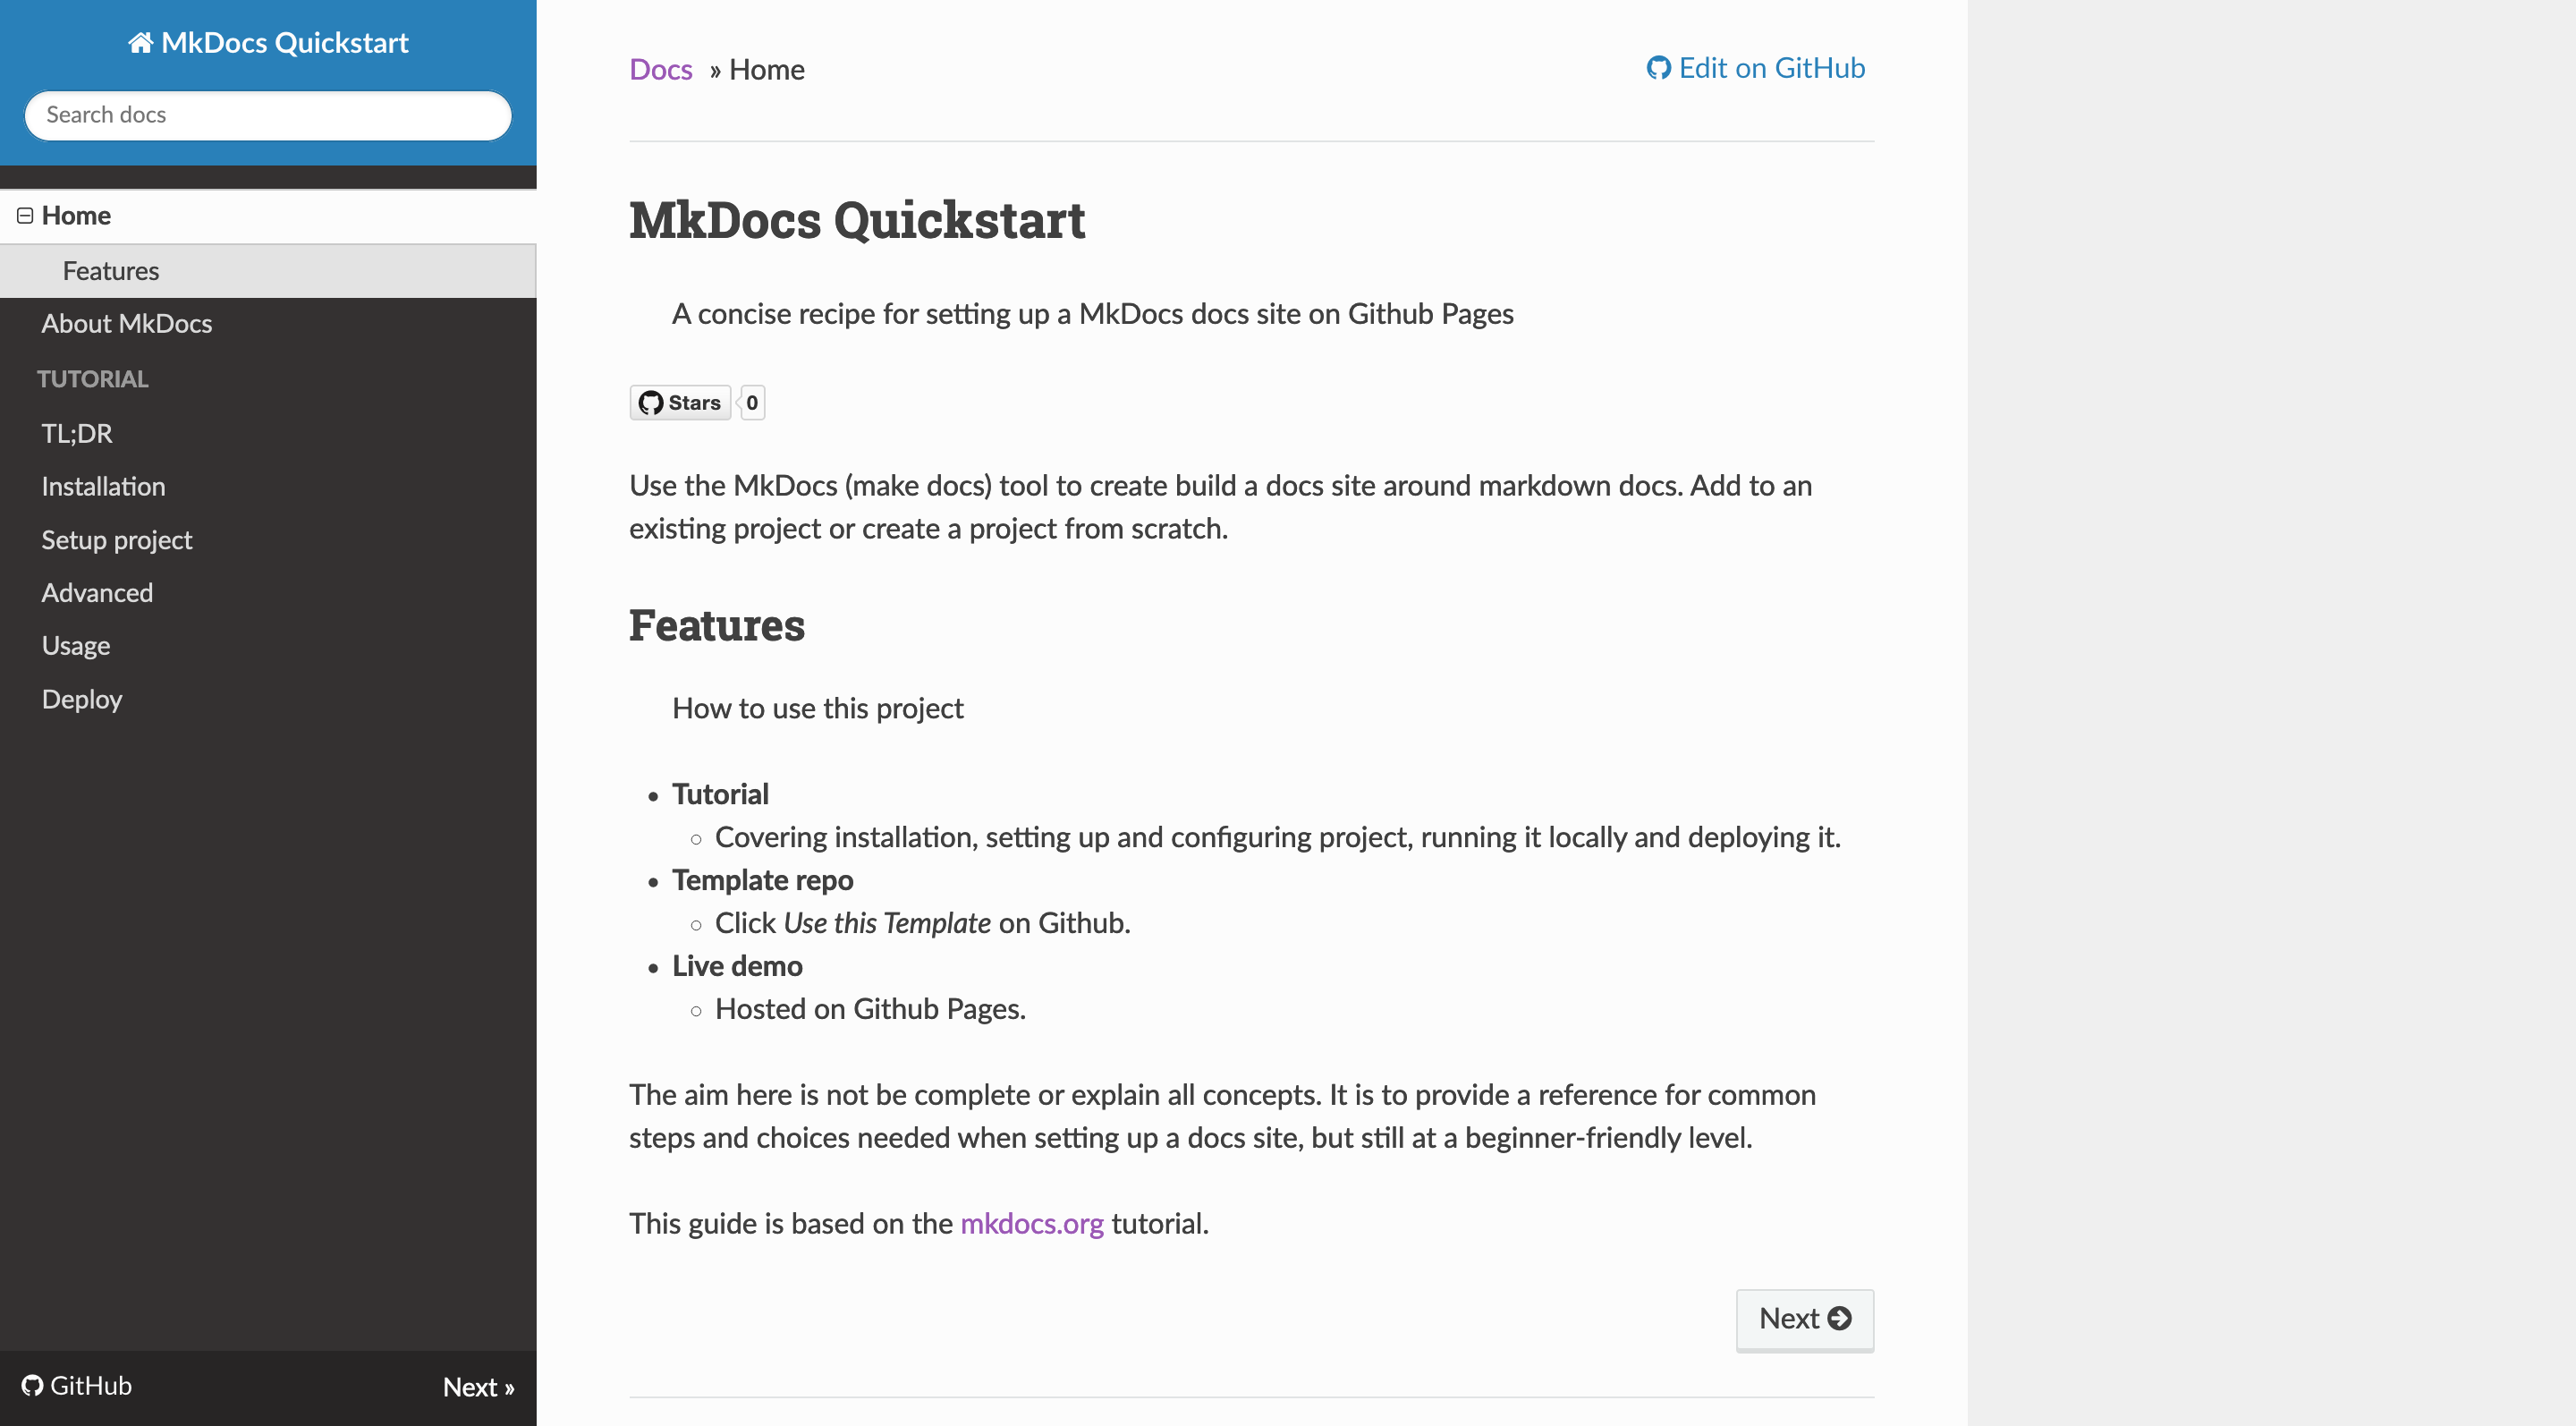 MkDocs Quickstart
Search docs
Home
Features
About MkDocs
TUTORIAL
TL;DR
Installation
Setup project
Advanced
Usage
Deploy
GitHub
Next »
Docs » Home
Edit on GitHub
MkDocs Quickstart
A concise recipe for setting up a MkDocs docs site on Github Pages
Stars 0
Use the MkDocs (make docs) tool to create build a docs site around markdown docs. Add to an
existing project or create a project from scratch.
Features
How to use this project
• Tutorial
◦ Covering installation, setting up and configuring project, running it locally and deploying it.
• Template repo
◦ Click Use this Template on Github.
• Live demo
◦ Hosted on Github Pages.
The aim here is not be complete or explain all concepts. It is to provide a reference for common
steps and choices needed when setting up a docs site, but still at a beginner-friendly level.
This guide is based on the mkdocs.org tutorial.
Next